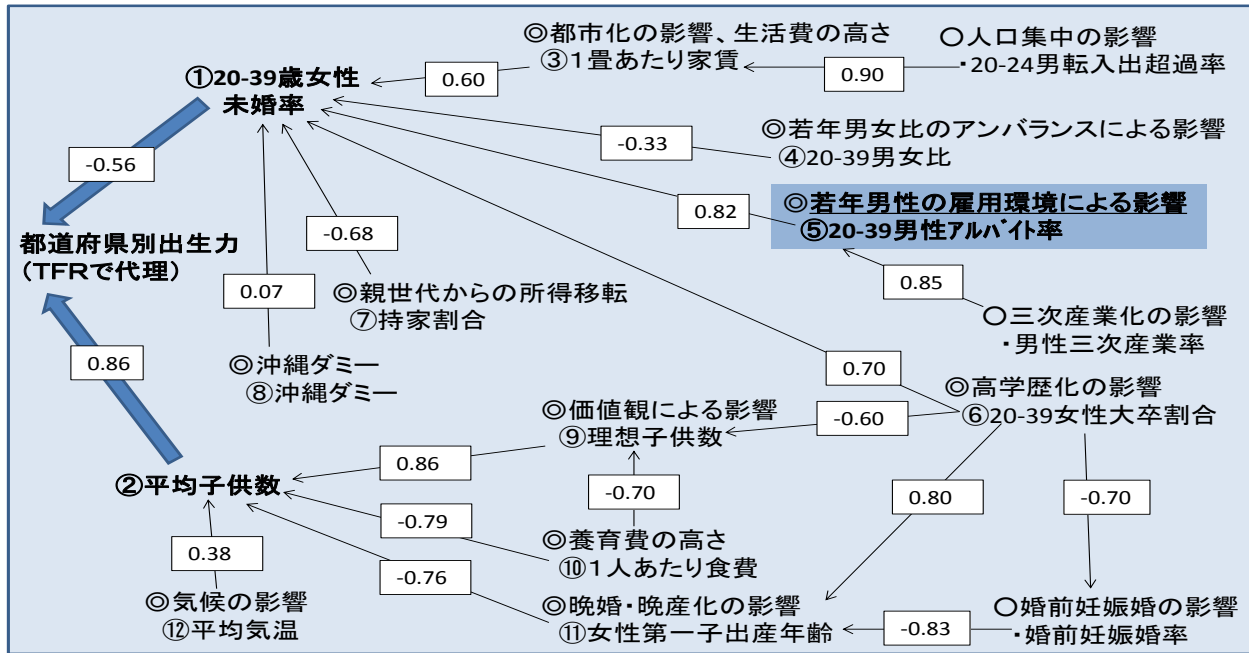 ◎都市化の影響、生活費の高さ
③1畳あたり家賃
〇人口集中の影響
・20-24男転入出超過率
①20-39歳女性
未婚率
0.60
0.90
◎若年男女比のアンバランスによる影響
④20-39男女比
-0.33
-0.56
0.82
◎若年男性の雇用環境による影響
⑤20-39男性ｱﾙﾊﾞｲﾄ率
都道府県別出生力
（TFRで代理）
-0.68
0.85
0.07
◎親世代からの所得移転
⑦持家割合
〇三次産業化の影響
・男性三次産業率
0.86
◎沖縄ダミー
⑧沖縄ダミー
0.70
◎高学歴化の影響
⑥20-39女性大卒割合
◎価値観による影響
⑨理想子供数
-0.60
0.86
②平均子供数
-0.70
0.80
-0.70
-0.79
◎養育費の高さ
⑩1人あたり食費
0.38
-0.76
◎気候の影響
⑫平均気温
◎晩婚・晩産化の影響
⑪女性第一子出産年齢
-0.83
〇婚前妊娠婚の影響
・婚前妊娠婚率